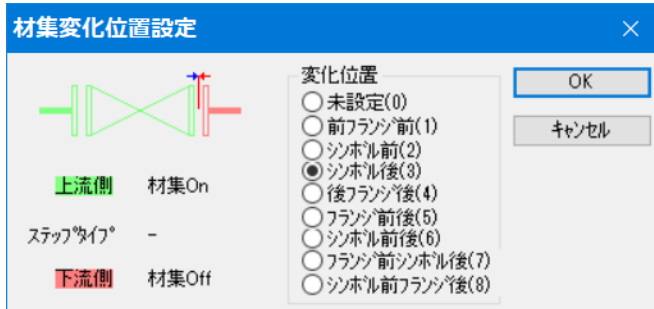 材集変化位置設定
変化位置
未設定(0)
前フランジ前(1)
シンボル前(2)
シンボル後(3)
後フランジ後(4)
フランジ前後(5)
シンボル前後(6)
フランジ前シンボル後(7)
シンボル前フランジ後(8)
OK
キャンセル
上流側 材集On
ステップタイプ -
下流側 材集Off